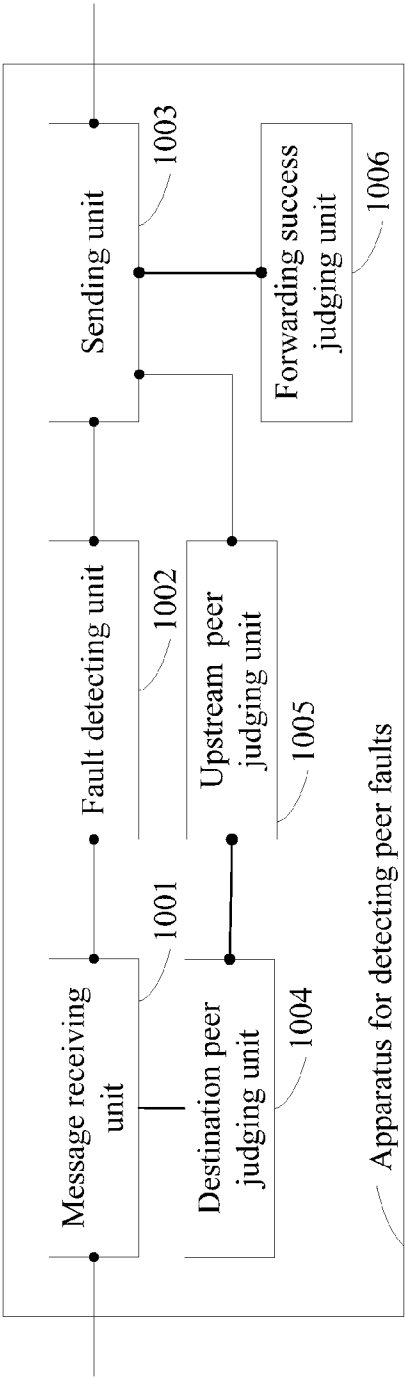 Message receiving
unit
1001
Fault detecting unit
1002
Sending unit
1003
Destination peer
judging unit
1004
Upstream peer
judging unit
1005
Forwarding success
judging unit
1006
Apparatus for detecting peer faults